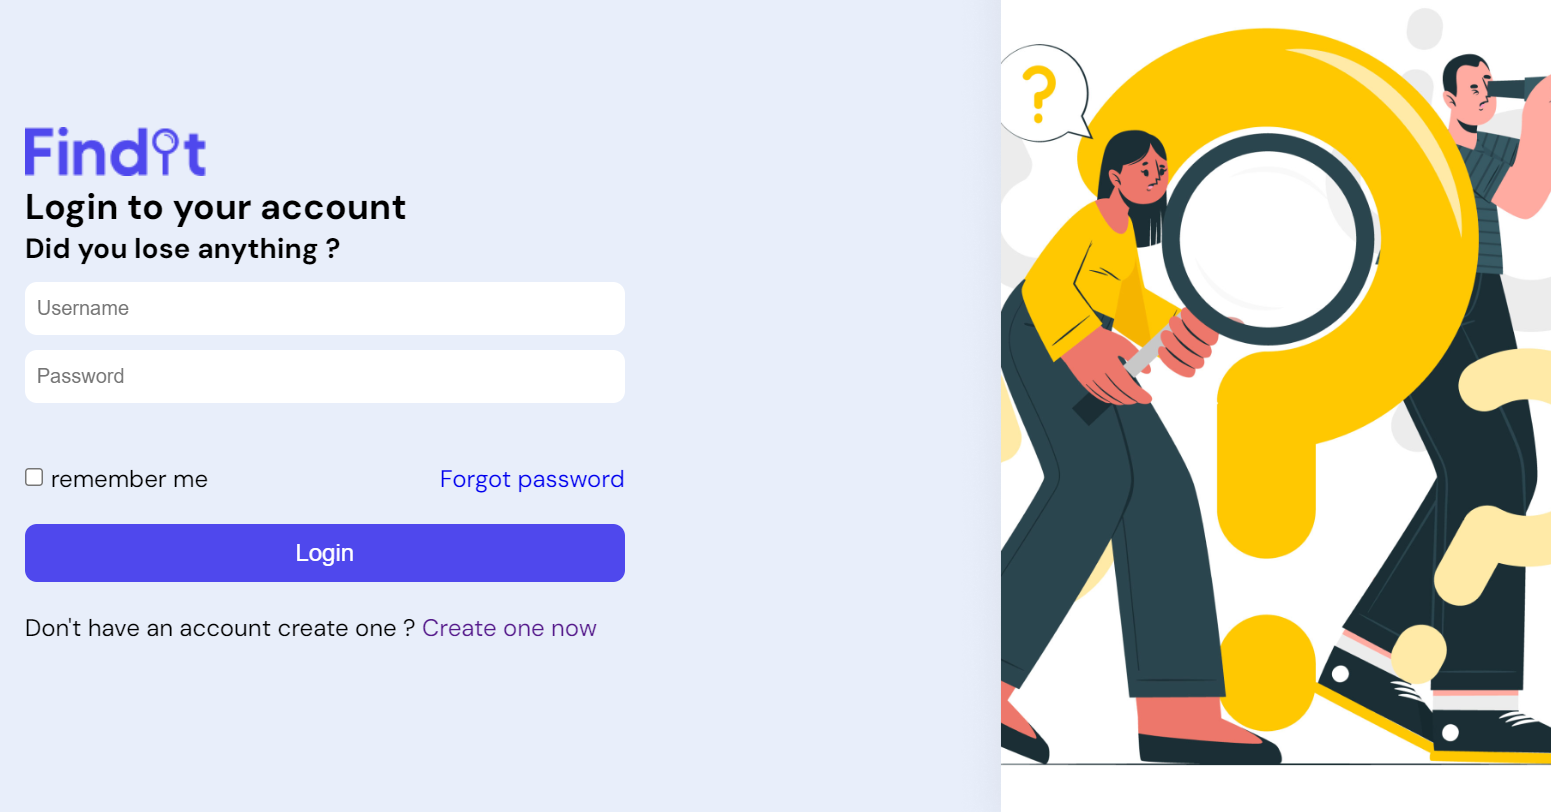 Findit
Login to your account
Did you lose anything ?
Username
Password
remember me Forgot password
Login
Don't have an account create one ? Create one now
?